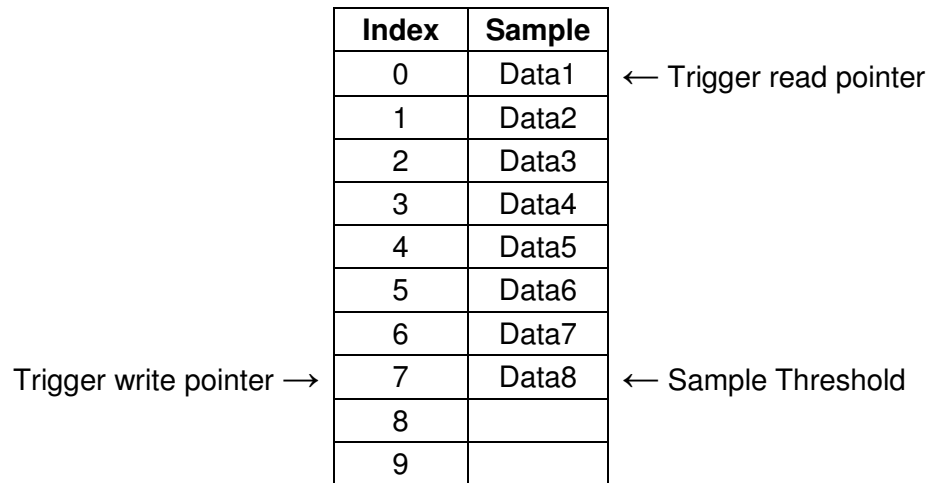 Index Sample
0 Data1 ← Trigger read pointer
1 Data2
2 Data3
3 Data4
4 Data5
5 Data6
6 Data7
Trigger write pointer → 7 Data8 ← Sample Threshold
8
9